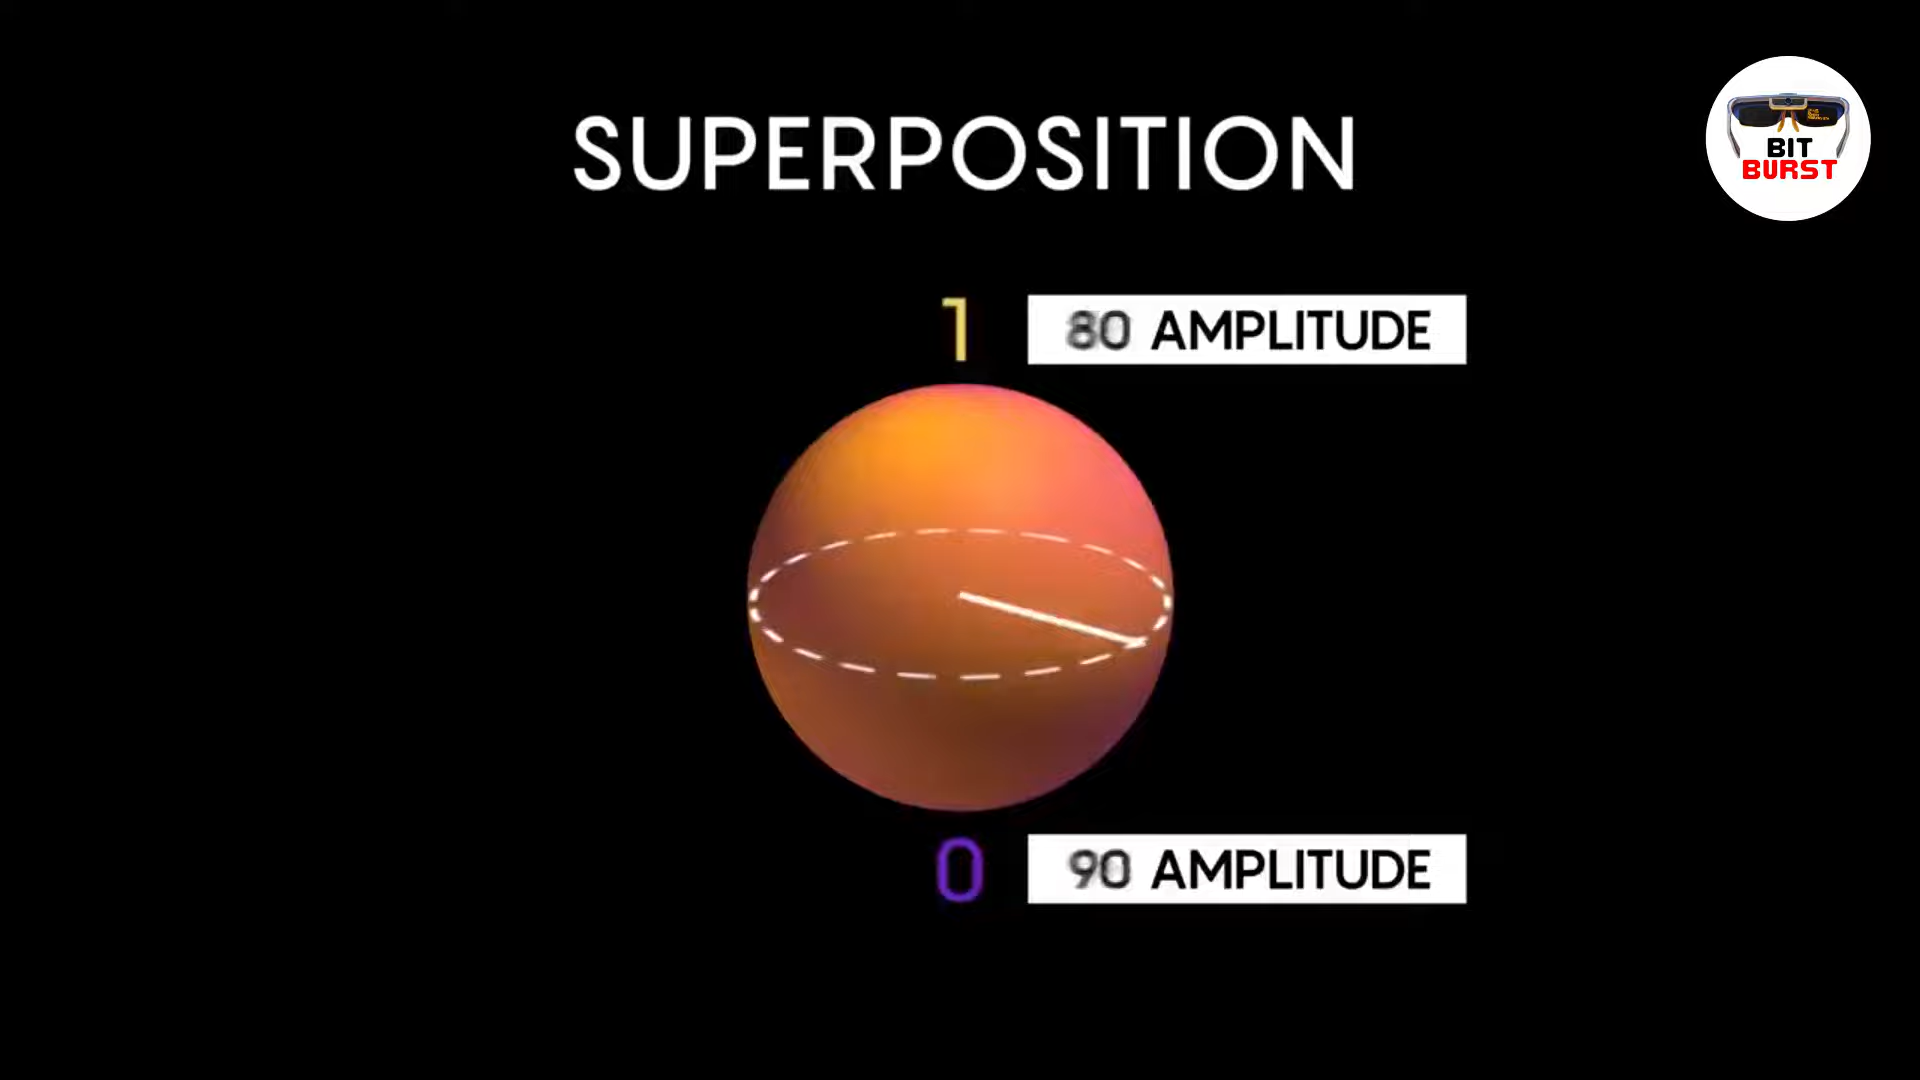 SUPERPOSITION
BIT
BURST
1
80 AMPLITUDE
0
90 AMPLITUDE